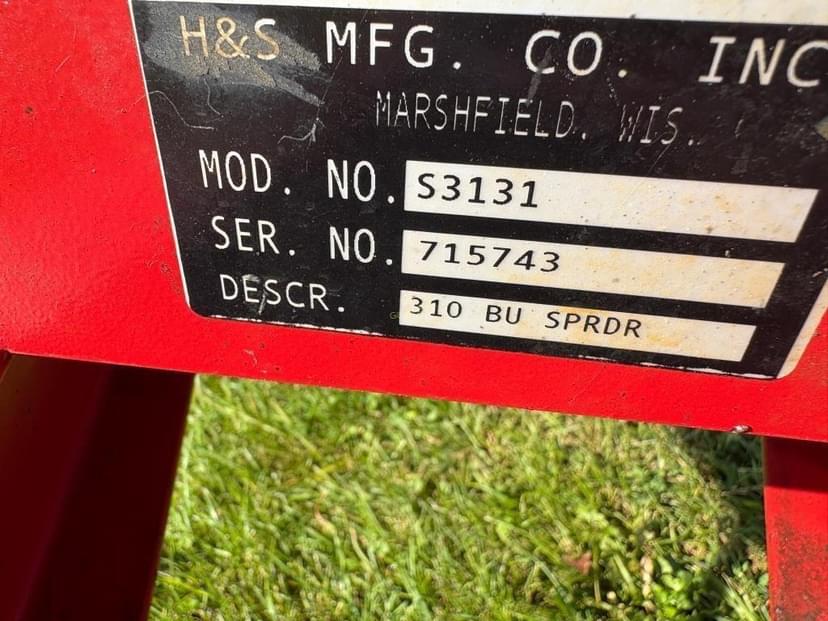 H&S MFG. CO. INC
MARSHFIELD. WIS.
MOD. NO. S3131
SER. NO. 715743
DESCR. 310 BU SPRDR